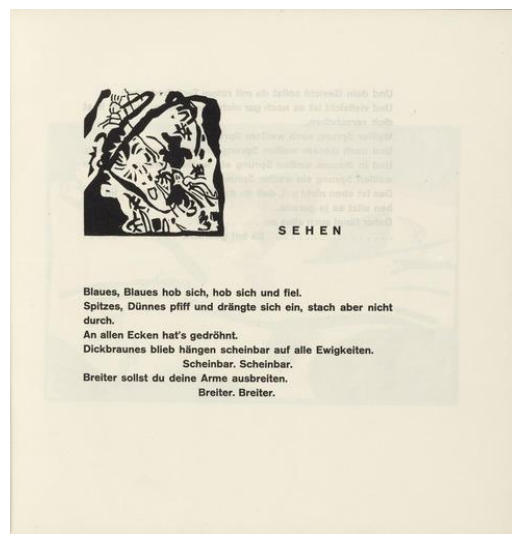 SEHEN
Blaues, Blaues hob sich, hob sich und fiel.
Spitzes, Dünnes pfiff und drängte sich ein, stach aber nicht
durch.
An allen Ecken hat's gedröhnt.
Dickbraunes blieb hängen scheinbar auf alle Ewigkeiten.
Scheinbar. Scheinbar.
Breiter sollst du deine Arme ausbreiten.
Breiter. Breiter.